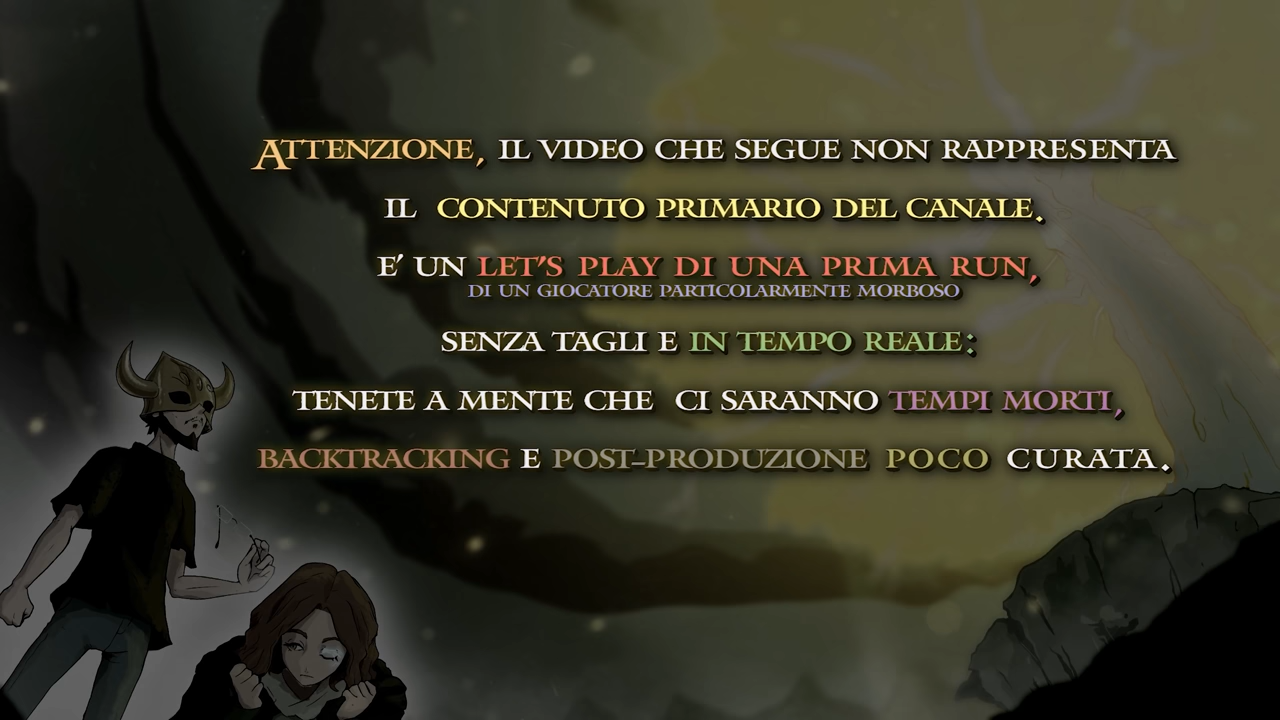 Attenzione, il video che segue non rappresenta
il contenuto primario del canale.
E' un let's play di una prima run,
di un giocatore particolarmente morboso
senza tagli e in tempo reale:
tenete a mente che ci saranno tempi morti,
backtracking e post-produzione poco curata.